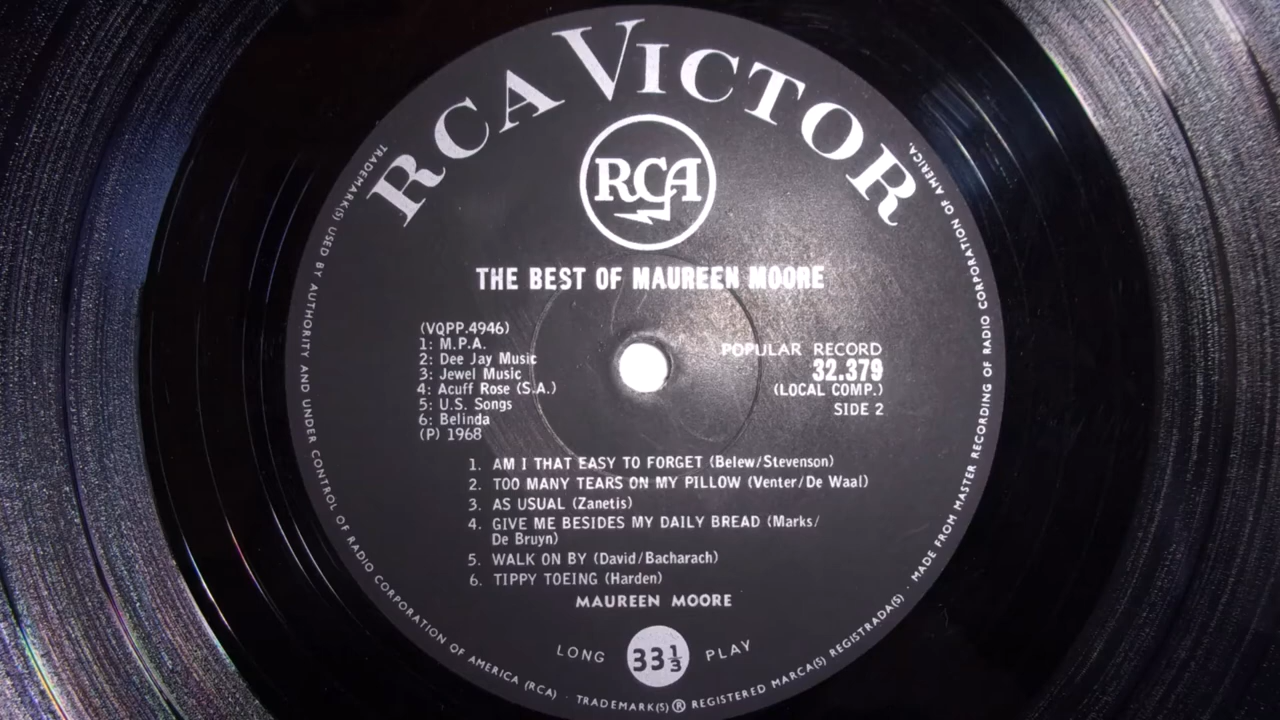 RCA VICTOR
RCA
THE BEST OF MAUREEN MOORE
(VQPP.4946)
1: M.P.A.
2: Dee Jay Music
3: Jewel Music
4: Acuff Rose (S.A.)
5: U.S. Songs
6: Belinda
(P) 1968
POPULAR RECORD
32.379
(LOCAL COMP.)
SIDE 2
1. AM I THAT EASY TO FORGET (Belew/Stevenson)
2. TOO MANY TEARS ON MY PILLOW (Venter/De Waal)
3. AS USUAL (Zanetis)
4. GIVE ME BESIDES MY DAILY BREAD (Marks/
De Bruyn)
5. WALK ON BY (David/Bacharach)
6. TIPPY TOEING (Harden)
MAUREEN MOORE
LONG 33⅓ PLAY
TRADEMARK(S) USED BY AUTHORITY AND UNDER CONTROL OF RADIO CORPORATION OF AMERICA (RCA) · TRADEMARK(S) ® REGISTERED MARCA(S) REGISTRADA(S) · MADE FROM MASTER RECORDING OF RADIO CORPORATION OF AMERICA.